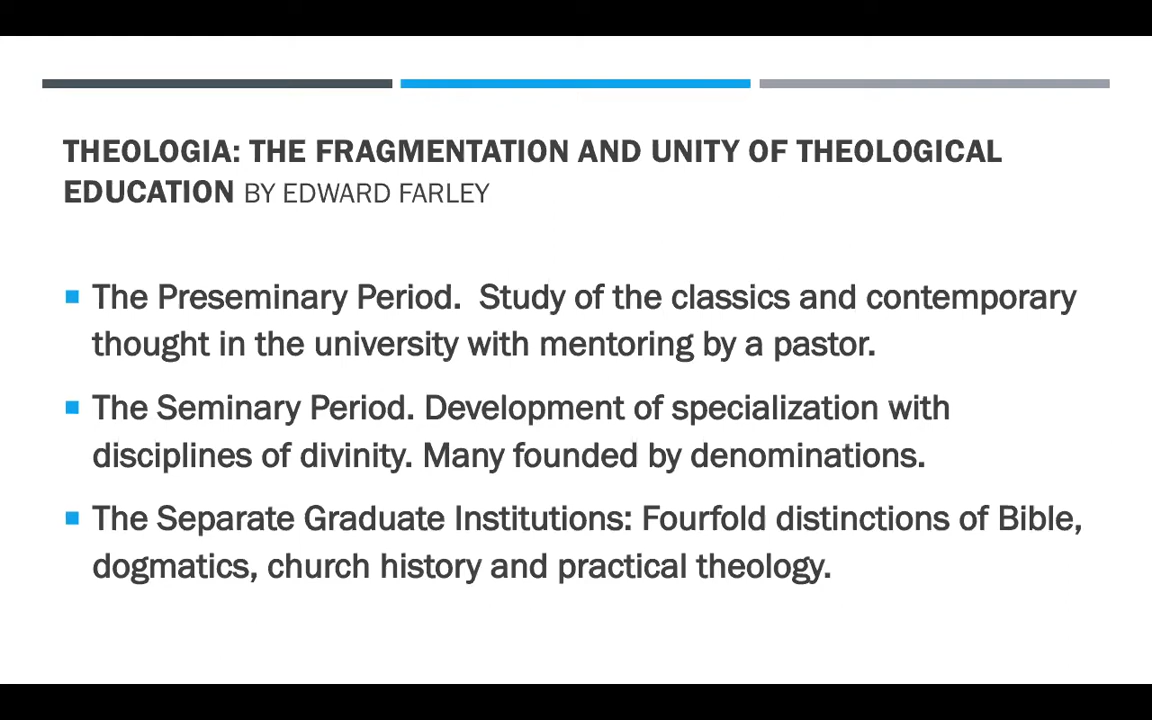 THEOLOGIA: THE FRAGMENTATION AND UNITY OF THEOLOGICAL
EDUCATION BY EDWARD FARLEY
The Preseminary Period.  Study of the classics and contemporary
thought in the university with mentoring by a pastor.
The Seminary Period. Development of specialization with
disciplines of divinity. Many founded by denominations.
The Separate Graduate Institutions: Fourfold distinctions of Bible,
dogmatics, church history and practical theology.